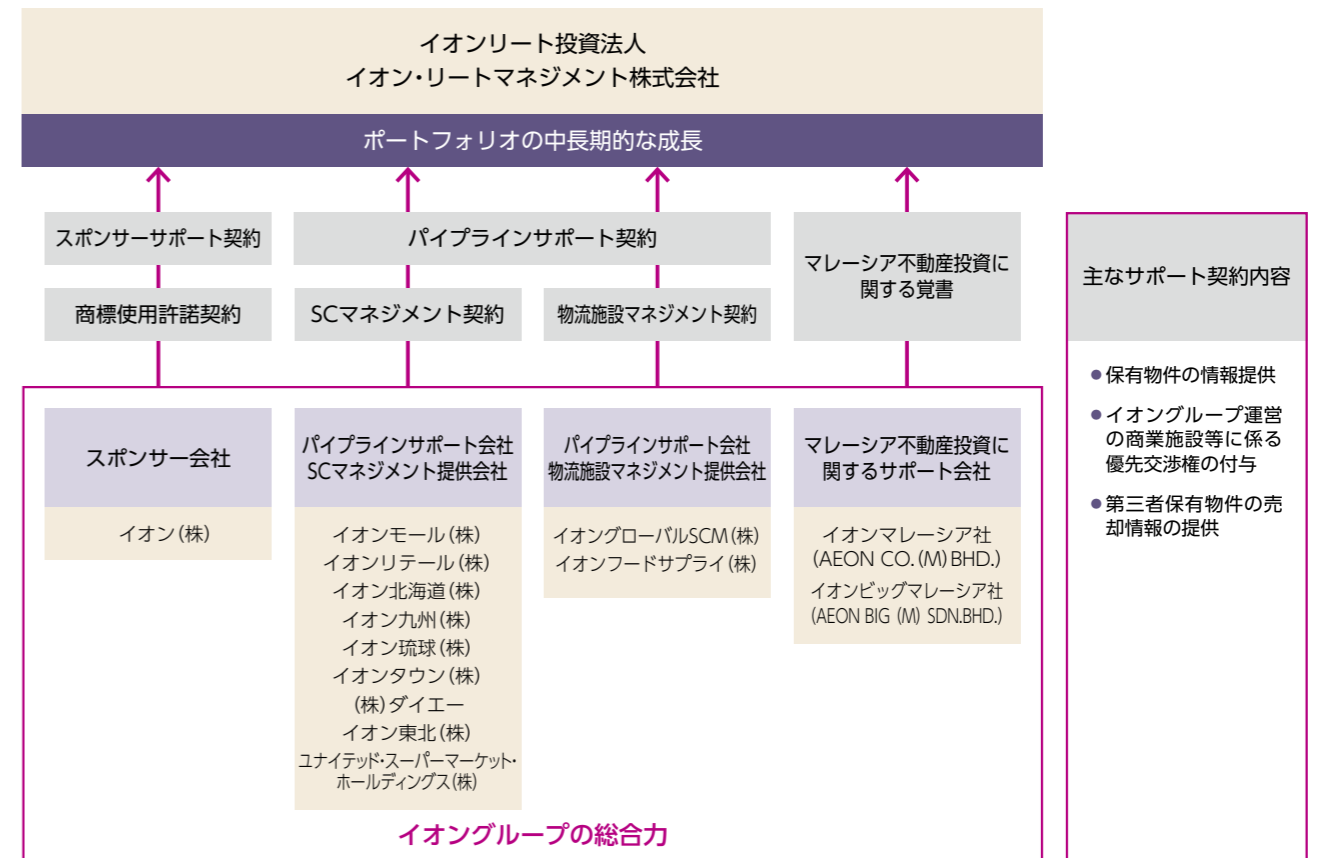 イオンリート投資法人
イオン・リートマネジメント株式会社
ポートフォリオの中長期的な成長
スポンサーサポート契約
パイプラインサポート契約
マレーシア不動産投資に
関する覚書
商標使用許諾契約
SCマネジメント契約
物流施設マネジメント契約
スポンサー会社
イオン(株)
パイプラインサポート会社
SCマネジメント提供会社
イオンモール(株)
イオンリテール(株)
イオン北海道(株)
イオン九州(株)
イオン琉球(株)
イオンタウン(株)
(株)ダイエー
イオン東北(株)
ユナイテッド・スーパーマーケット・
ホールディングス(株)
パイプラインサポート会社
物流施設マネジメント提供会社
イオングローバルSCM(株)
イオンフードサプライ(株)
マレーシア不動産投資に
関するサポート会社
イオンマレーシア社
(AEON CO.(M)BHD.)
イオンビッグマレーシア社
(AEON BIG (M) SDN.BHD.)
イオングループの総合力
主なサポート契約内容
●保有物件の情報提供
●イオングループ運営
の商業施設等に係る
優先交渉権の付与
●第三者保有物件の売
却情報の提供